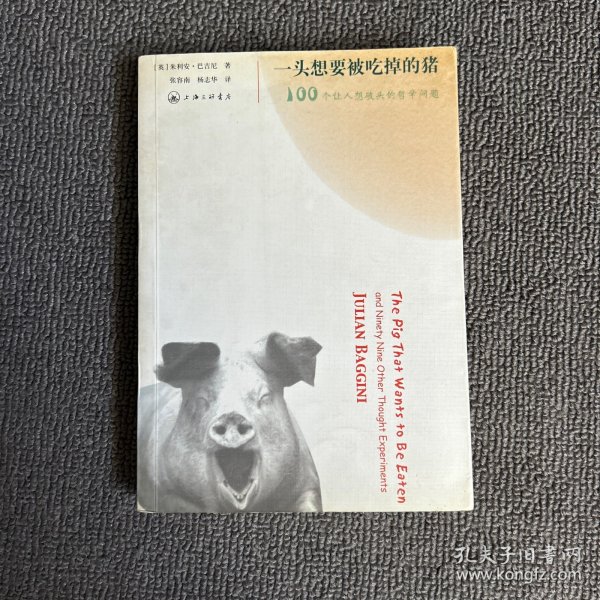 [英]朱利安·巴吉尼 著
张容南 杨志华 译
上海三联书店
一头想要被吃掉的猪
100个让人想破头的哲学问题
The Pig That Wants to Be Eaten
and Ninety Nine Other Thought Experiments
JULIAN BAGGINI
孔夫子旧书网
www.kongfz.com